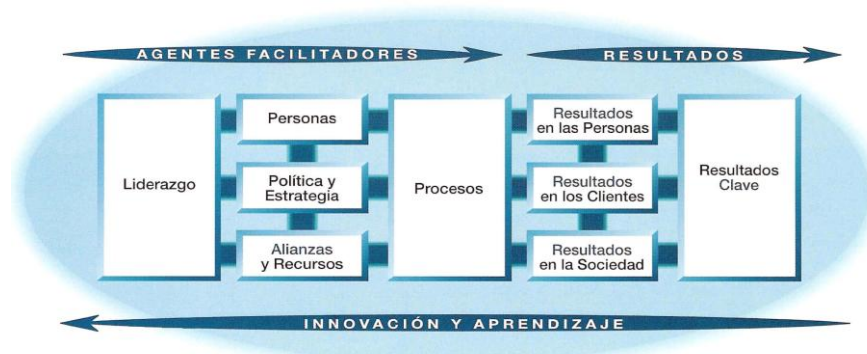 AGENTES FACILITADORES
RESULTADOS
Liderazgo
Personas
Política y
Estrategia
Alianzas
y Recursos
Procesos
Resultados
en las Personas
Resultados
en los Clientes
Resultados
en la Sociedad
Resultados
Clave
INNOVACIÓN Y APRENDIZAJE